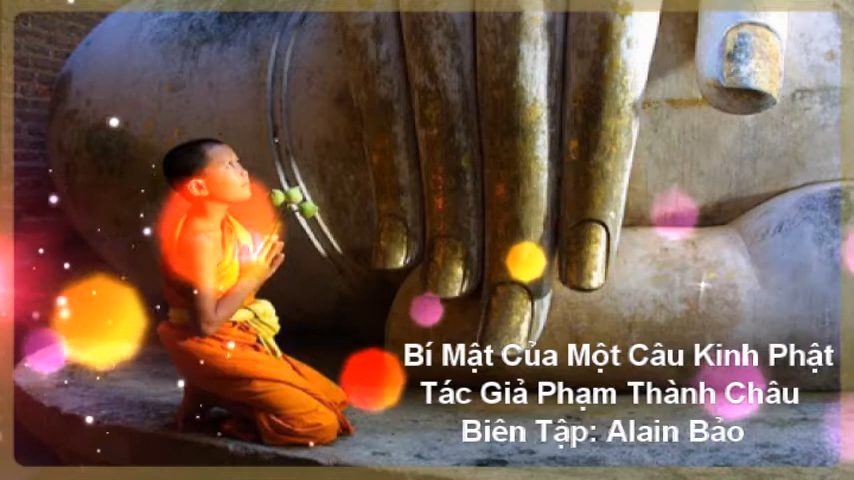 Bí Mật Của Một Câu Kinh Phật
Tác Giả Phạm Thành Châu
Biên Tập: Alain Bảo